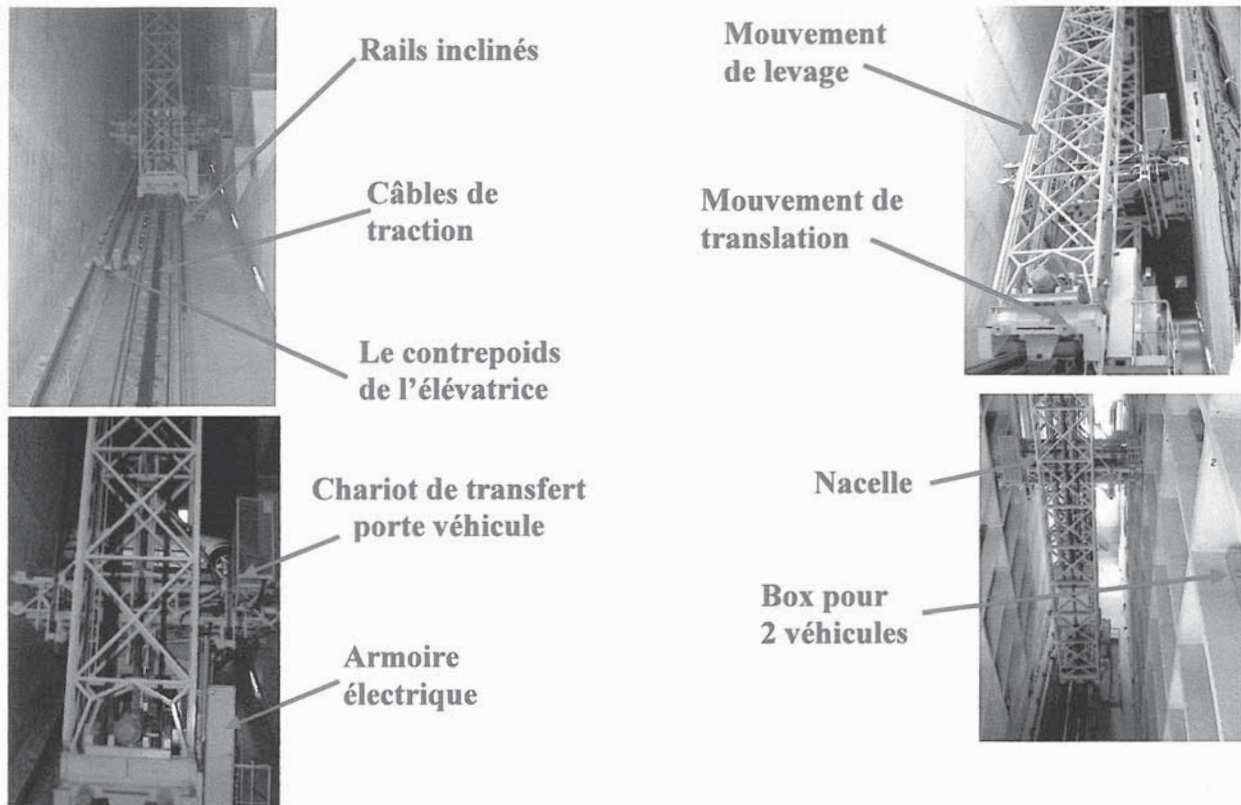 Rails inclinés
Câbles de
traction
Le contrepoids
de l'élévatrice
Chariot de transfert
porte véhicule
Armoire
électrique
Mouvement
de levage
Mouvement de
translation
Nacelle
Box pour
2 véhicules
2